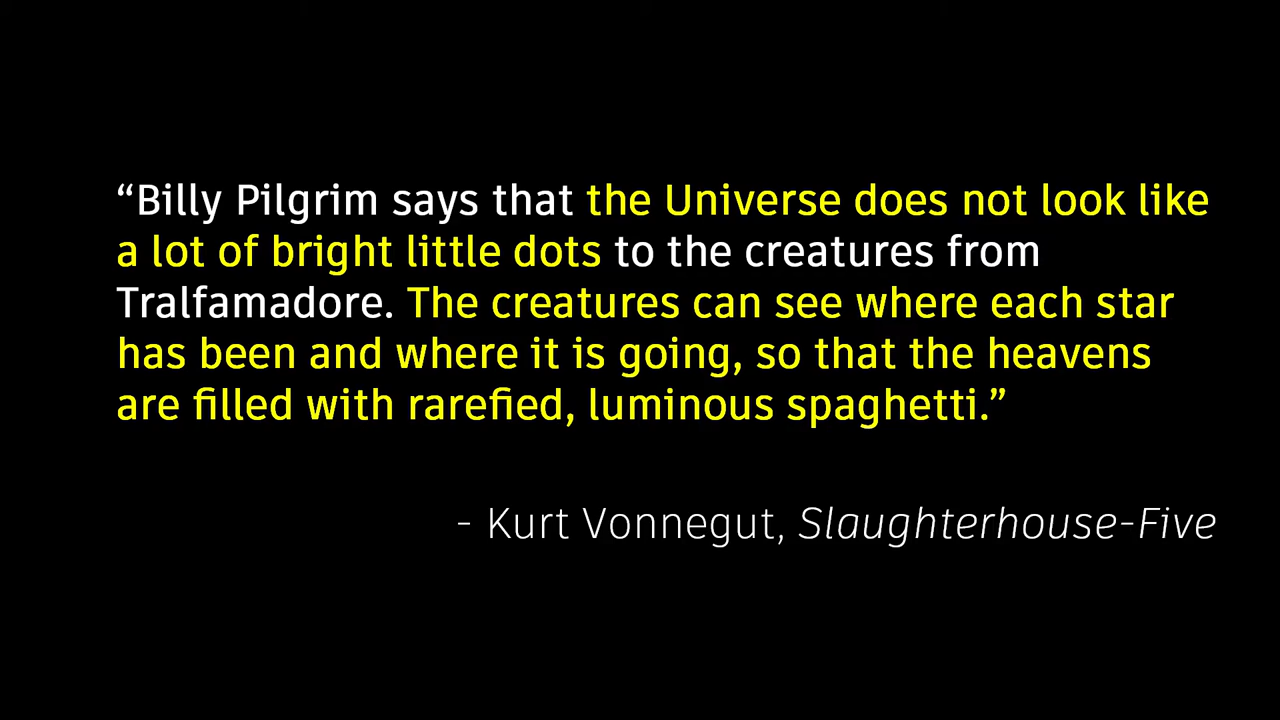 “Billy Pilgrim says that the Universe does not look like
a lot of bright little dots to the creatures from
Tralfamadore. The creatures can see where each star
has been and where it is going, so that the heavens
are filled with rarefied, luminous spaghetti.”
- Kurt Vonnegut, Slaughterhouse-Five